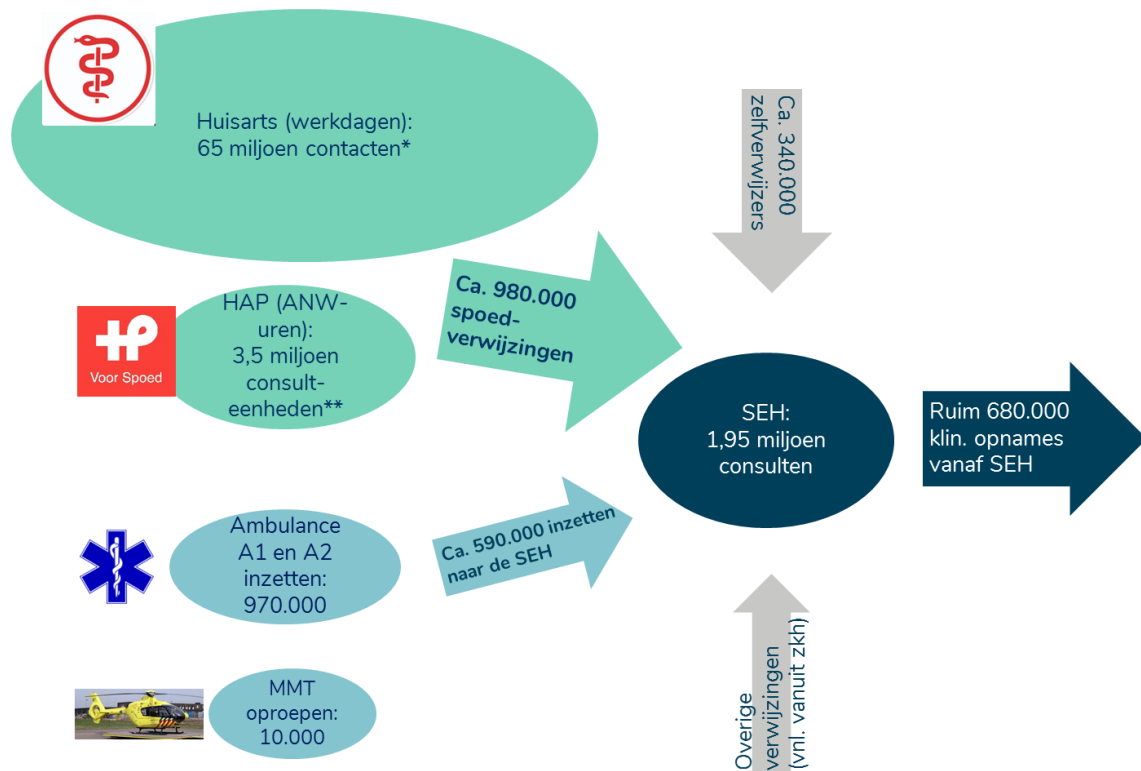 Huisarts (werkdagen):
65 miljoen contacten*
Ca. 340.000
zelfverwijzers
Ca. 980.000
spoed-
verwijzingen
HAP (ANW-
uren):
3,5 miljoen
consult-
eenheden**
Voor Spoed
SEH:
1,95 miljoen
consulten
Ruim 680.000
klin. opnames
vanaf SEH
Ambulance
A1 en A2
inzetten:
970.000
Ca. 590.000 inzetten
naar de SEH
MMT
oproepen:
10.000
Overige
verwijzingen
(vnl. vanuit zkh)